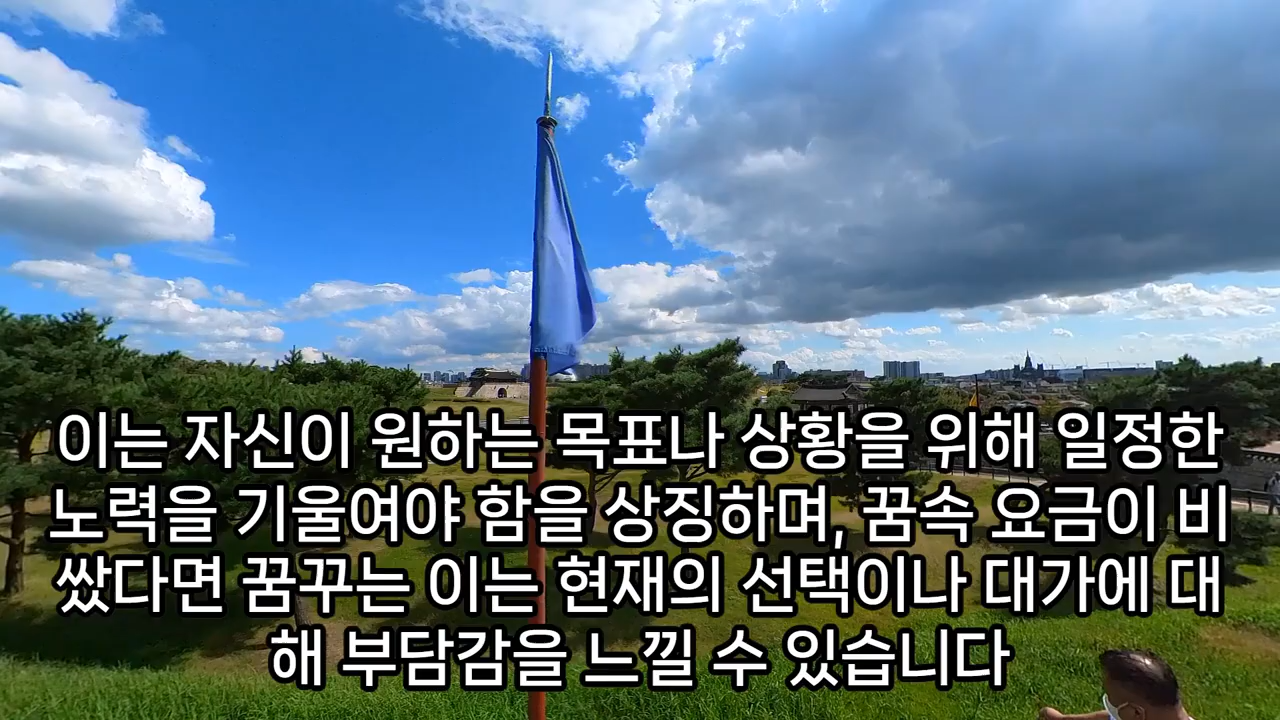 이는 자신이 원하는 목표나 상황을 위해 일정한
노력을 기울여야 함을 상징하며, 꿈속 요금이 비
쌌다면 꿈꾸는 이는 현재의 선택이나 대가에 대
해 부담감을 느낄 수 있습니다